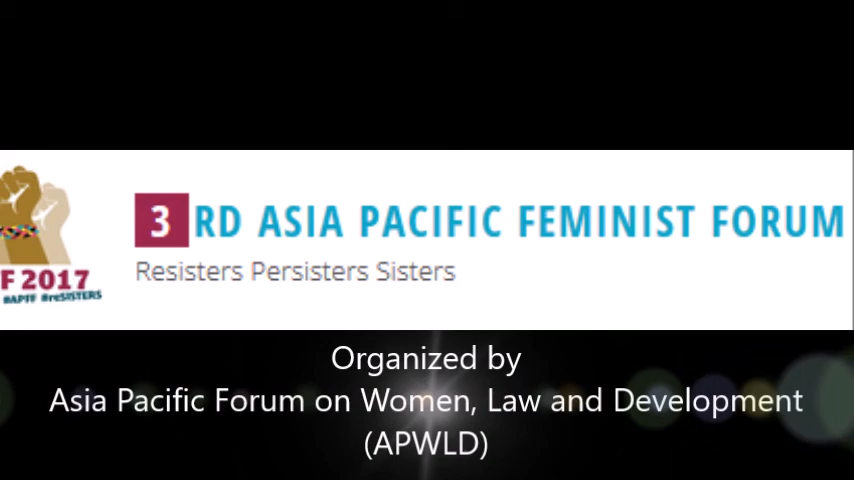 3RD ASIA PACIFIC FEMINIST FORUM
Resisters Persisters Sisters
F 2017
#APFF #reSISTERS
Organized by
Asia Pacific Forum on Women, Law and Development
(APWLD)